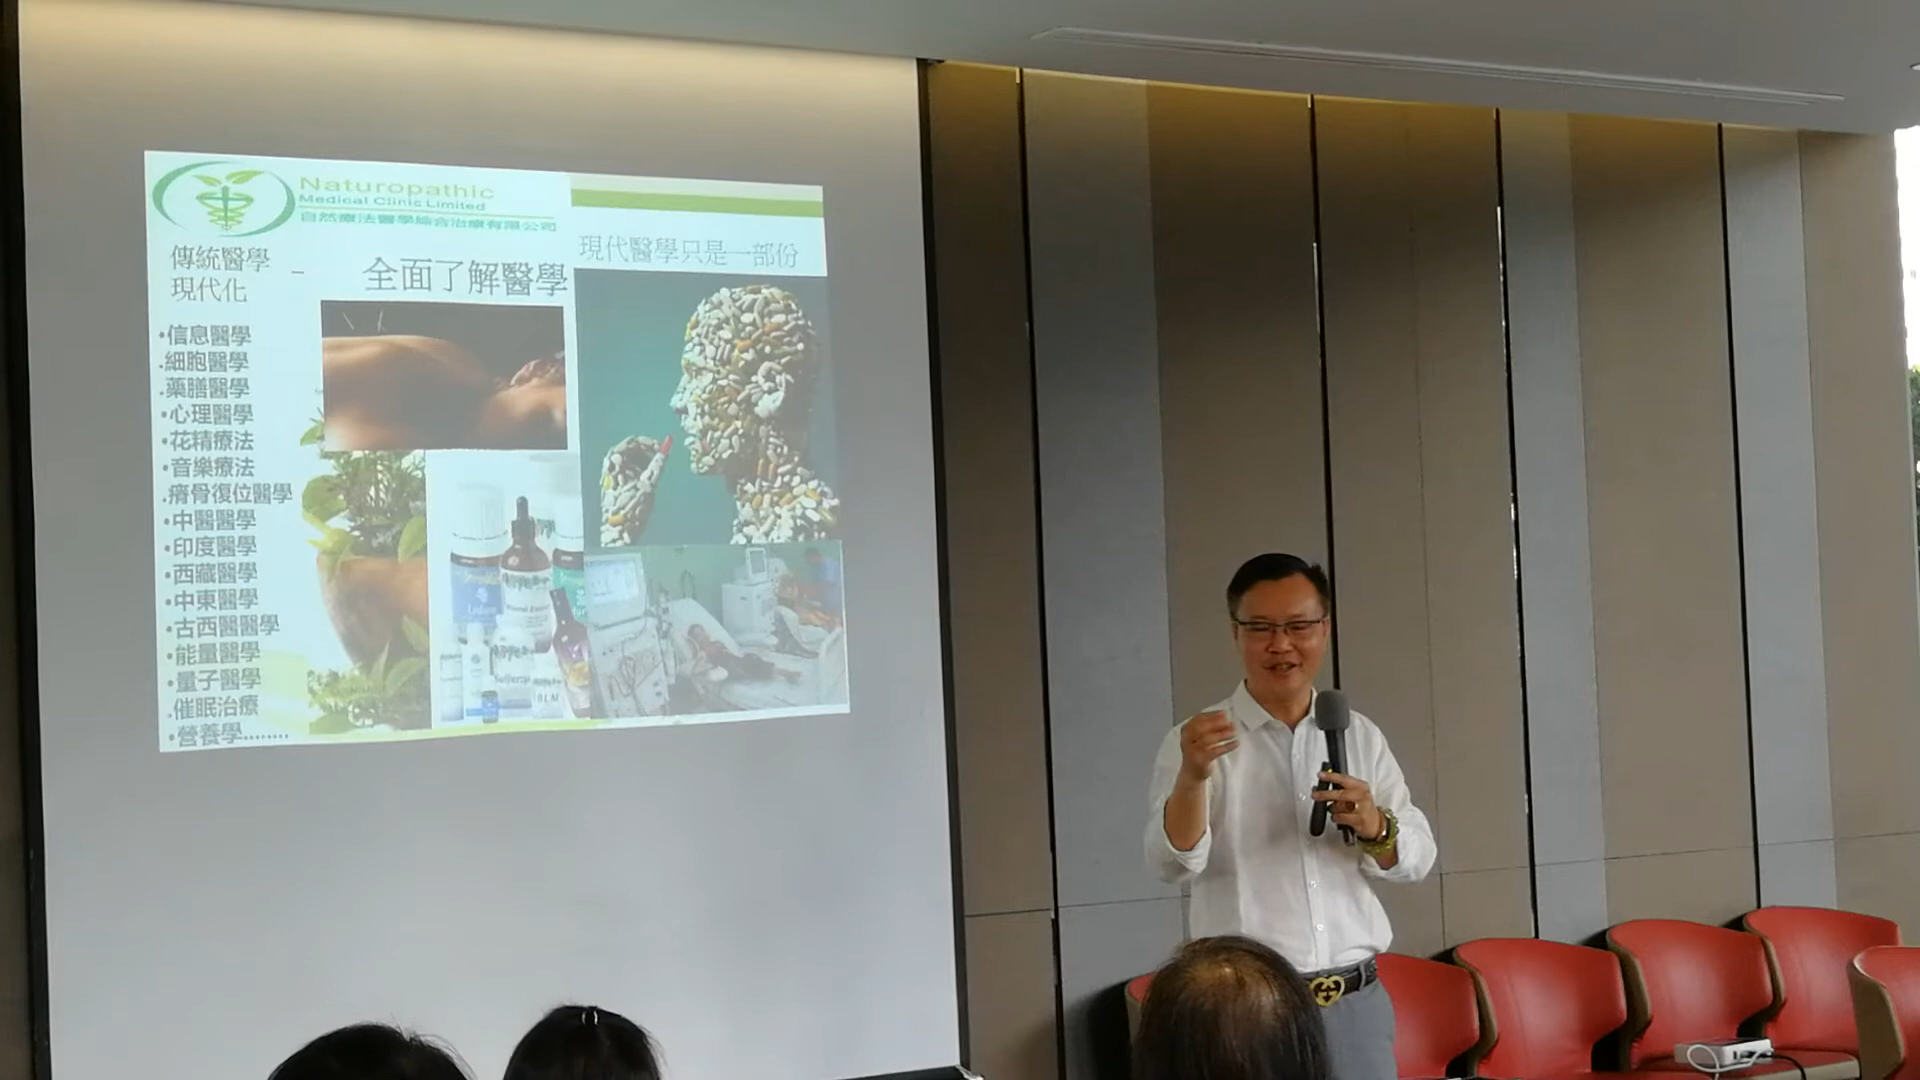 Naturopathic
Medical Clinic Limited
自然療法醫學綜合治療有限公司
傳統醫學
現代化
-
全面了解醫學
現代醫學只是一部份
•信息醫學
•細胞醫學
•藥膳醫學
•心理醫學
•花精療法
•音樂療法
•瘠骨復位醫學
•中醫醫學
•印度醫學
•西藏醫學
•中東醫學
•古西醫醫學
•能量醫學
•量子醫學
•催眠治療
•營養學........